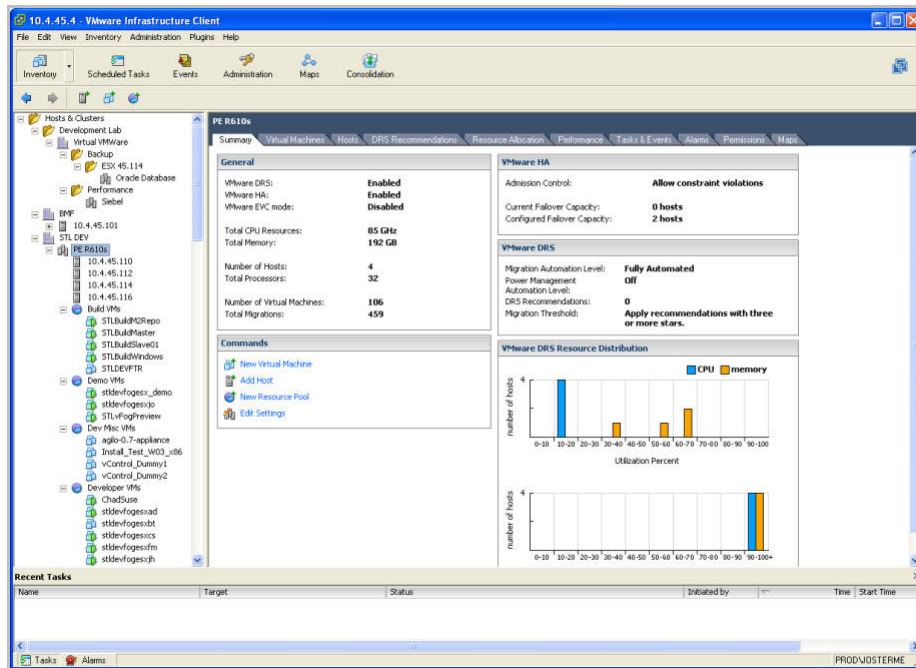 10.4.45.4 - VMware Infrastructure Client
File Edit View Inventory Administration Plugins Help
Inventory Scheduled Tasks Events Administration Maps Consolidation
Hosts & Clusters
Development Lab
Virtual VMWare
Backup
ESX 45.114
Oracle Database
Performance
Siebel
BMF
10.4.45.101
STL DEV
PE R610s
10.4.45.110
10.4.45.112
10.4.45.114
10.4.45.116
Build VMs
STLBuildM2Repo
STLBuildMaster
STLBuildSlave01
STLBuildWindows
STLDEVFTR
Demo VMs
stldevfogesx_demo
stldevfogesxjo
STLvFogPreview
Dev Misc VMs
agilo-0.7-appliance
Install_Test_W03_x86
vControl_Dummy1
vControl_Dummy2
Developer VMs
ChadSuse
stldevfogesxad
stldevfogesxbt
stldevfogesxcs
stldevfogesxfm
stldevfogesxjh
PE R610s
Summary Virtual Machines Hosts DRS Recommendations Resource Allocation Performance Tasks & Events Alarms Permissions Maps
General
VMware DRS: Enabled
VMware HA: Enabled
VMware EVC mode: Disabled
Total CPU Resources: 85 GHz
Total Memory: 192 GB
Number of Hosts: 4
Total Processors: 32
Number of Virtual Machines: 106
Total Migrations: 459
Commands
New Virtual Machine
Add Host
New Resource Pool
Edit Settings
VMware HA
Admission Control: Allow constraint violations
Current Failover Capacity: 0 hosts
Configured Failover Capacity: 2 hosts
VMware DRS
Migration Automation Level: Fully Automated
Power Management Off
Automation Level:
DRS Recommendations: 0
Migration Threshold: Apply recommendations with three
or more stars.
VMware DRS Resource Distribution
CPU memory
4
number of hosts
0-10 10-20 20-30 30-40 40-50 50-60 60-70 70-80 80-90 90-100
Utilization Percent
4
number of hosts
0-10 10-20 20-30 30-40 40-50 50-60 60-70 70-80 80-90 90-100+
Recent Tasks
Name Target Status Initiated by Time Start Time
Tasks Alarms PROD\JOSTERME